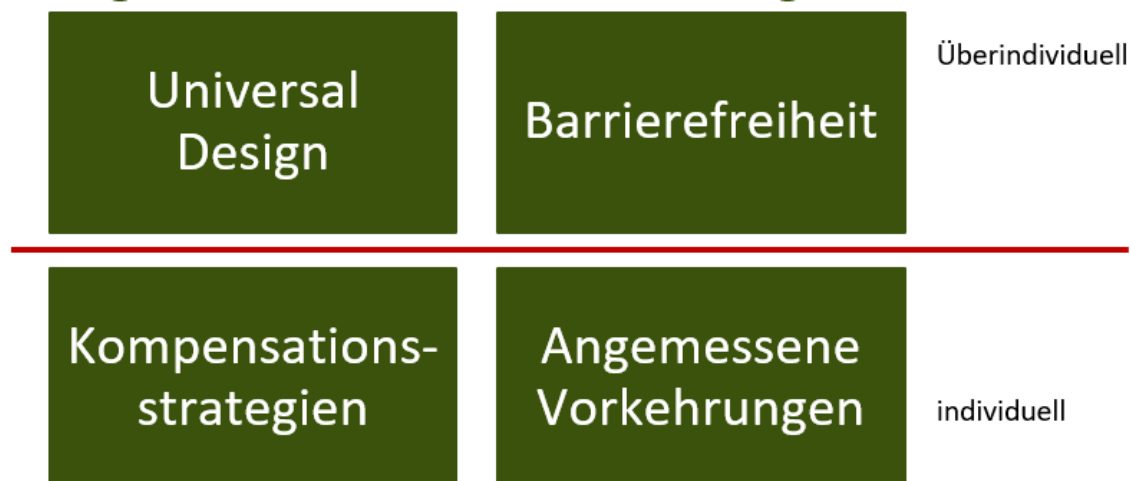 Universal
Design
Barrierefreiheit
Überindividuell
Kompensations-
strategien
Angemessene
Vorkehrungen
individuell